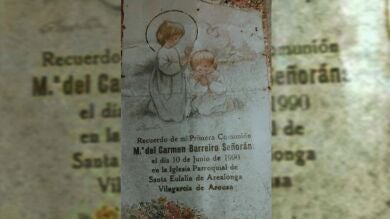 Recuerdo de mi Primera Comunión
M.ª del Carmen Barreiro Señoráns
el día 10 de Junio de 1990
en la Iglesia Parroquial de
Santa Eulalia de Arealonga
Vilagarcía de Arousa